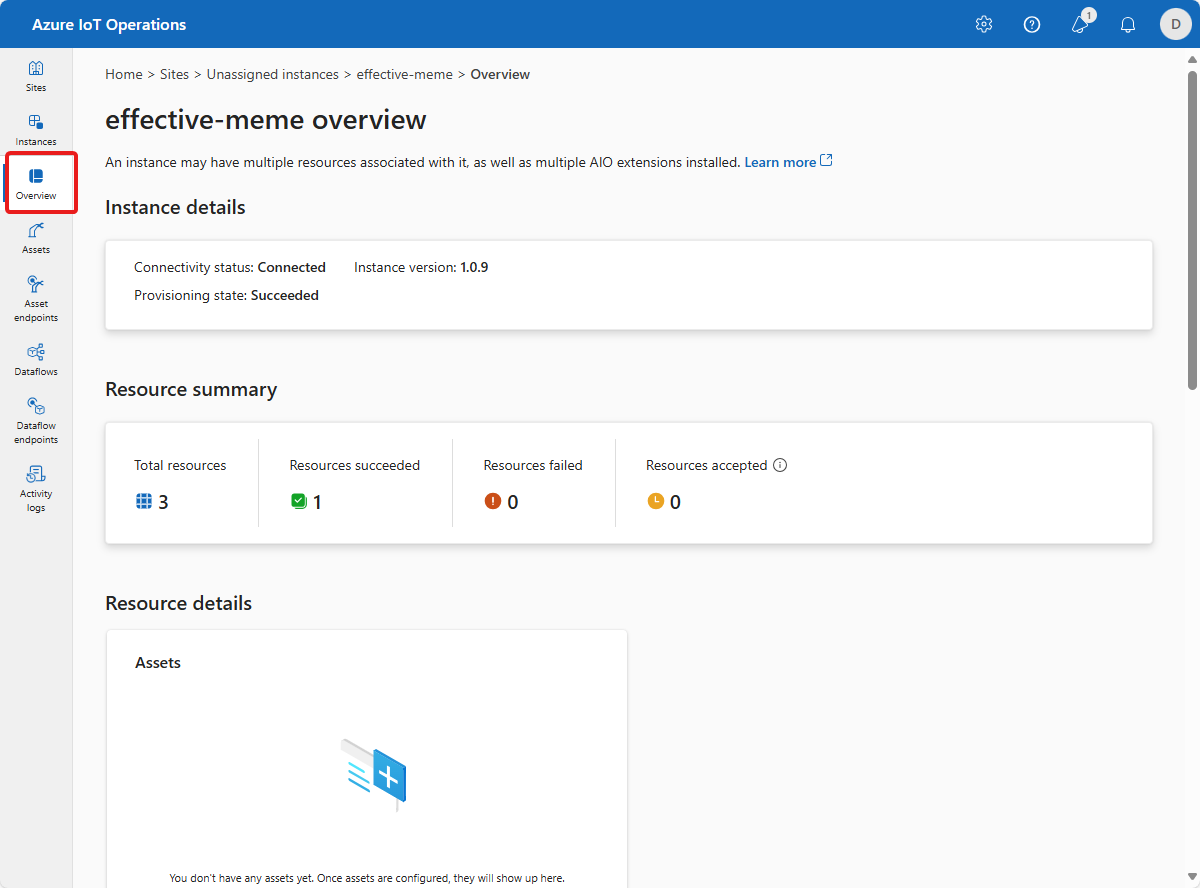 Azure IoT Operations
1
D
Sites
Instances
Overview
Assets
Asset
endpoints
Dataflows
Dataflow
endpoints
Activity
logs
Home > Sites > Unassigned instances > effective-meme > Overview
effective-meme overview
An instance may have multiple resources associated with it, as well as multiple AIO extensions installed. Learn more
Instance details
Connectivity status: Connected Instance version: 1.0.9
Provisioning state: Succeeded
Resource summary
Total resources Resources succeeded Resources failed Resources accepted
3 1 0 0
Resource details
Assets
You don't have any assets yet. Once assets are configured, they will show up here.